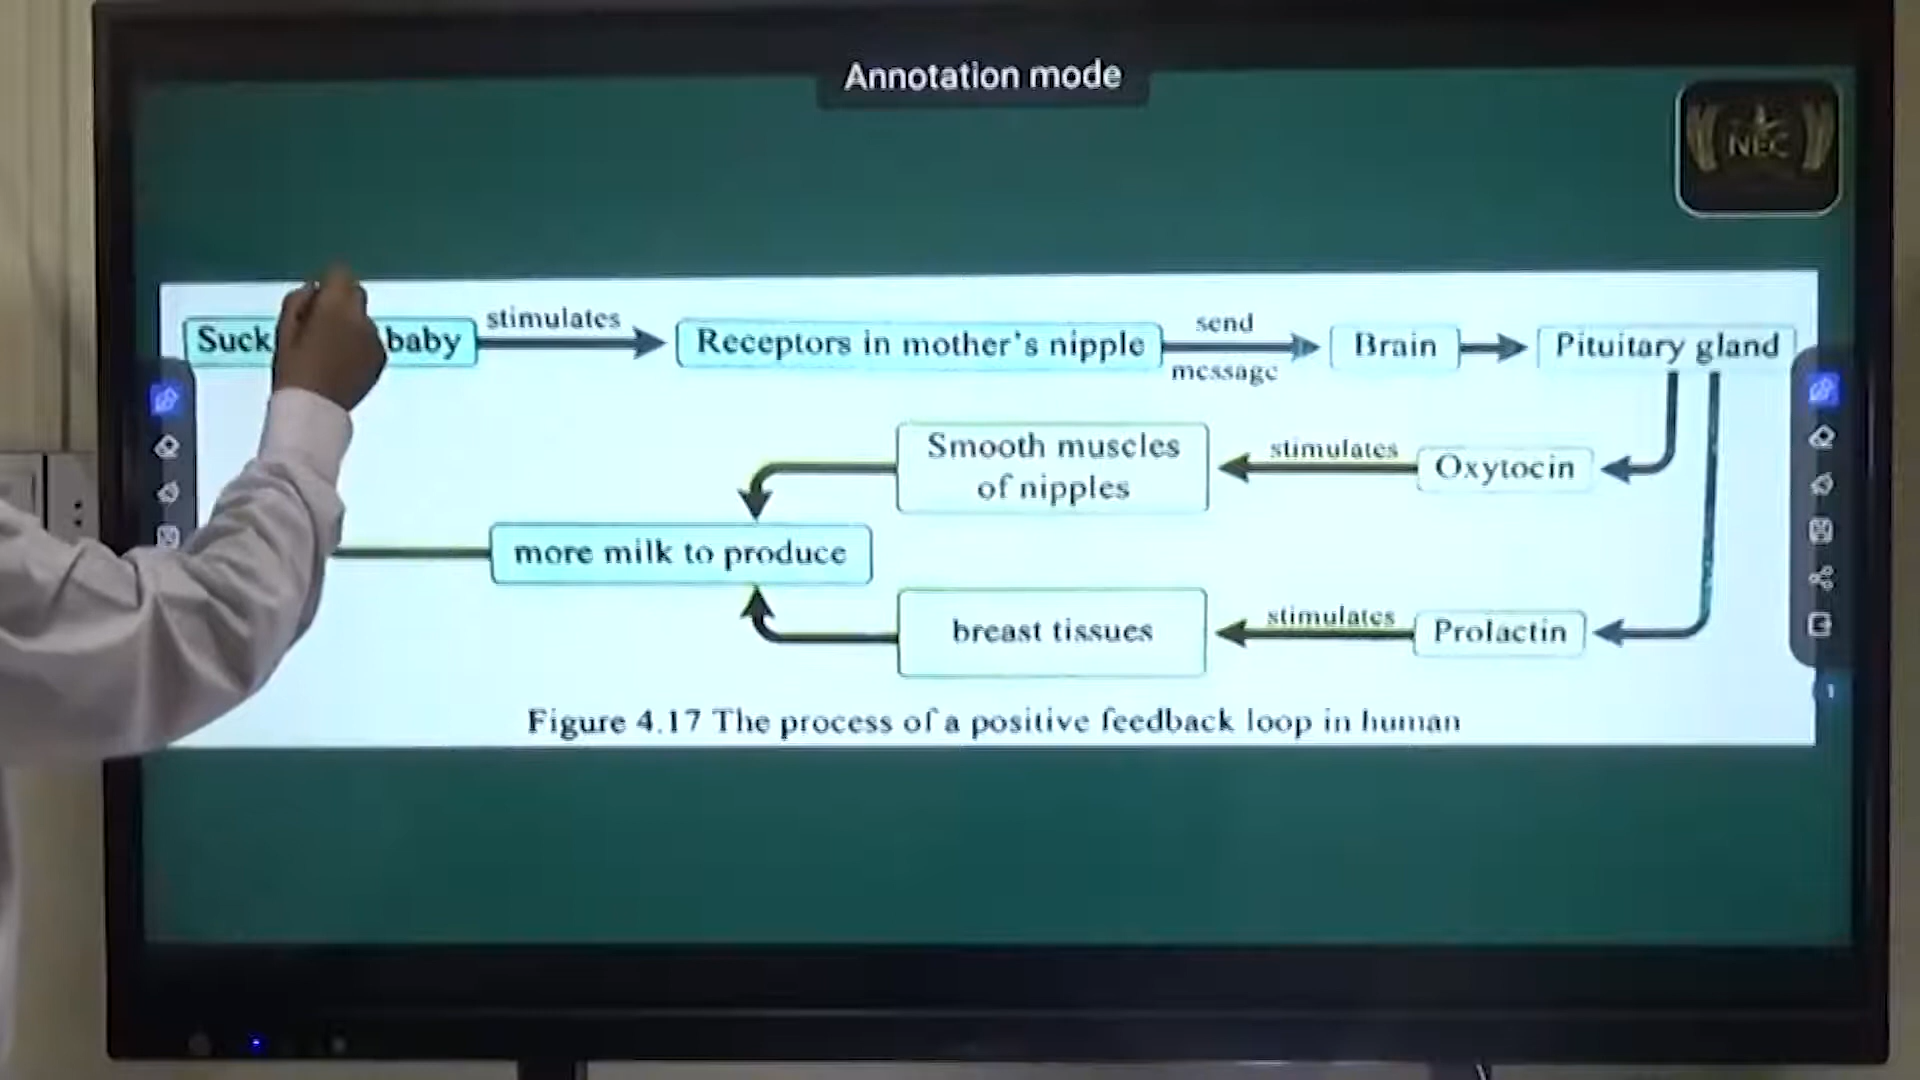 Annotation mode
NEC
baby
stimulates
Receptors in mother's nipple
send
message
Brain
Pituitary gland
Smooth muscles
of nipples
stimulates
Oxytocin
more milk to produce
breast tissues
stimulates
Prolactin
Figure 4.17 The process of a positive feedback loop in human
1